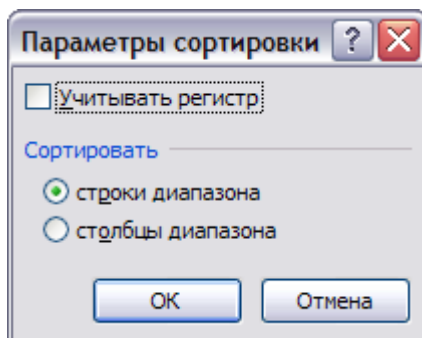 Параметры сортировки
Учитывать регистр
Сортировать
строки диапазона
столбцы диапазона
ОК Отмена